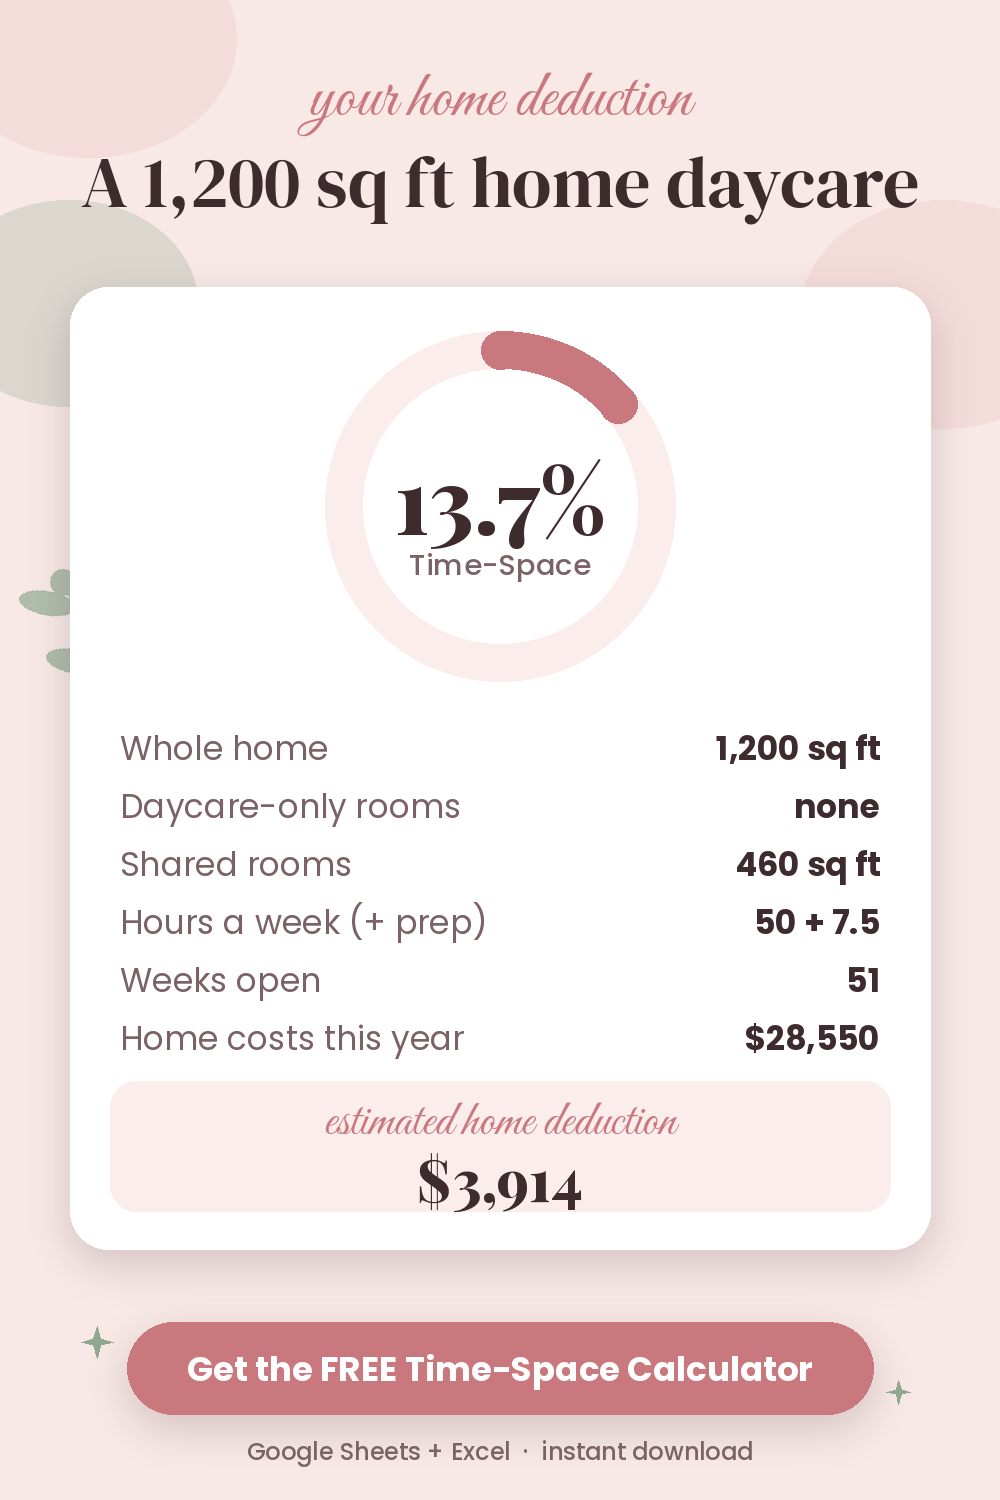 your home deduction
A 1,200 sq ft home daycare
13.7%
Time-Space
Whole home 1,200 sq ft
Daycare-only rooms none
Shared rooms 460 sq ft
Hours a week (+ prep) 50 + 7.5
Weeks open 51
Home costs this year $28,550
estimated home deduction
$3,914
Get the FREE Time-Space Calculator
Google Sheets + Excel · instant download